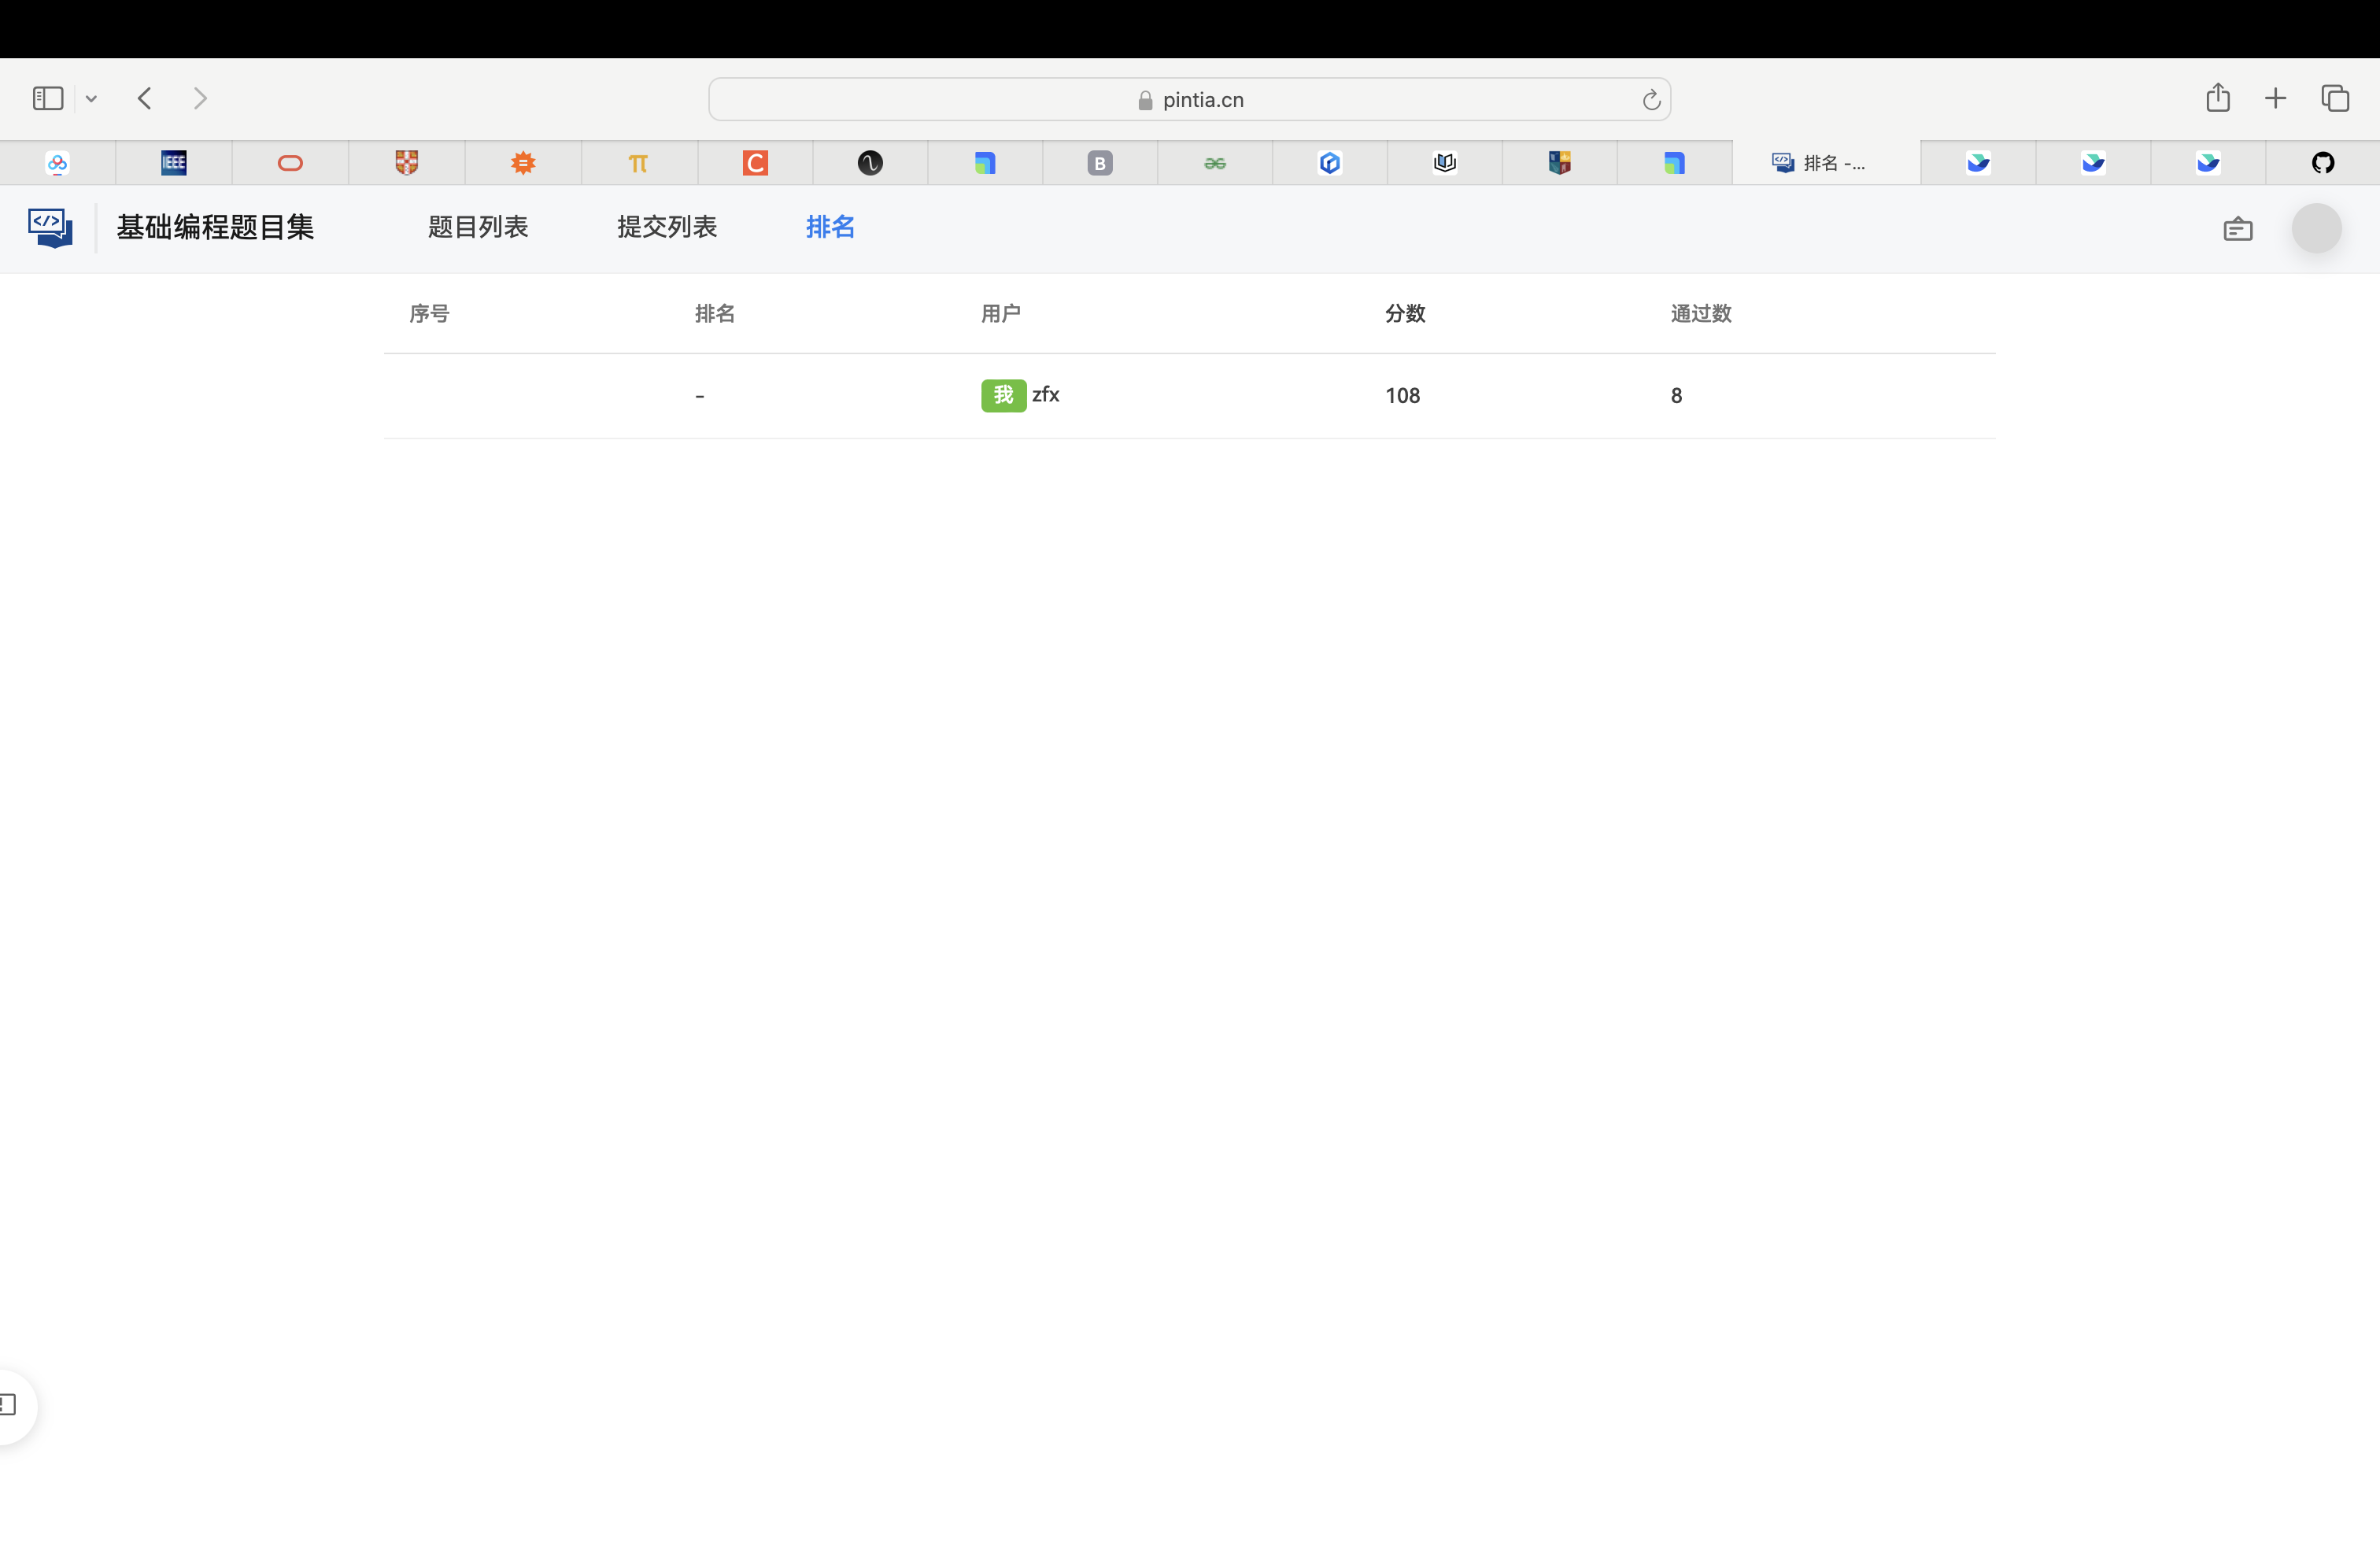 pintia.cn
IEEE
π
C
B
排名 -...
</>
基础编程题目集
题目列表
提交列表
排名
序号
排名
用户
分数
通过数
-
我 zfx
108
8